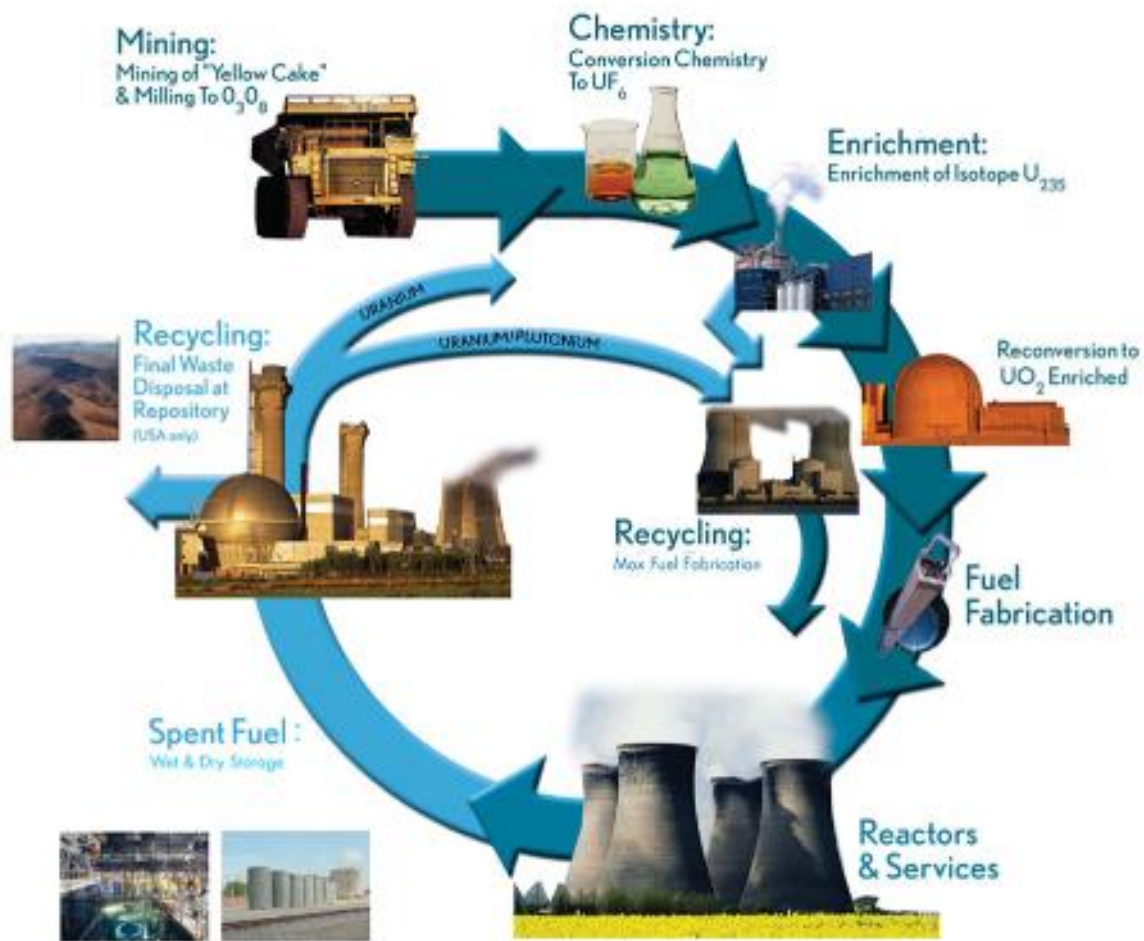 Mining:
Mining of "Yellow Cake"
& Milling To O₃O₈
Chemistry:
Conversion Chemistry
To UF₆
Enrichment:
Enrichment of Isotope U₂₃₅
URANIUM
URANIUM/PLUTONIUM
Recycling:
Final Waste
Disposal at
Repository
(USA only)
Reconversion to
UO₂ Enriched
Recycling:
Mox Fuel Fabrication
Fuel
Fabrication
Spent Fuel :
Wet & Dry Storage
Reactors
& Services